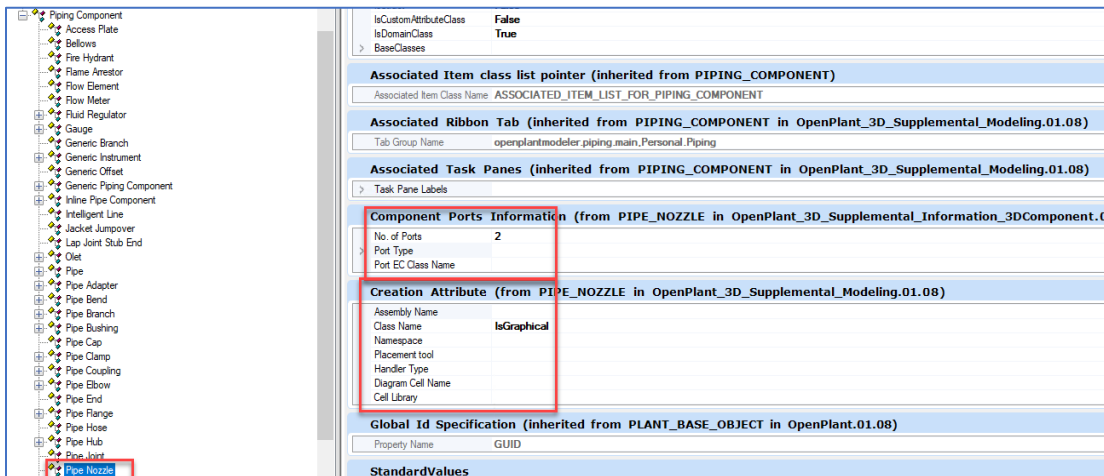 Piping Component
Access Plate
Bellows
Fire Hydrant
Flame Arrestor
Flow Element
Flow Meter
Fluid Regulator
Gauge
Generic Branch
Generic Instrument
Generic Offset
Generic Piping Component
Inline Pipe Component
Intelligent Line
Jacket Jumpover
Lap Joint Stub End
Olet
Pipe
Pipe Adapter
Pipe Bend
Pipe Branch
Pipe Bushing
Pipe Cap
Pipe Clamp
Pipe Coupling
Pipe Elbow
Pipe End
Pipe Flange
Pipe Hose
Pipe Hub
Pipe Joint
Pipe Nozzle
IsCustomAttributeClass False
IsDomainClass True
BaseClasses
Associated Item class list pointer (inherited from PIPING_COMPONENT)
Associated Item Class Name ASSOCIATED_ITEM_LIST_FOR_PIPING_COMPONENT
Associated Ribbon Tab (inherited from PIPING_COMPONENT in OpenPlant_3D_Supplemental_Modeling.01.08)
Tab Group Name openplantmodeler.piping.main,Personal.Piping
Associated Task Panes (inherited from PIPING_COMPONENT in OpenPlant_3D_Supplemental_Modeling.01.08)
Task Pane Labels
Component Ports Information (from PIPE_NOZZLE in OpenPlant_3D_Supplemental_Information_3DComponent.0
No. of Ports 2
Port Type
Port EC Class Name
Creation Attribute (from PIPE_NOZZLE in OpenPlant_3D_Supplemental_Modeling.01.08)
Assembly Name
Class Name IsGraphical
Namespace
Placement tool
Handler Type
Diagram Cell Name
Cell Library
Global Id Specification (inherited from PLANT_BASE_OBJECT in OpenPlant.01.08)
Property Name GUID
StandardValues